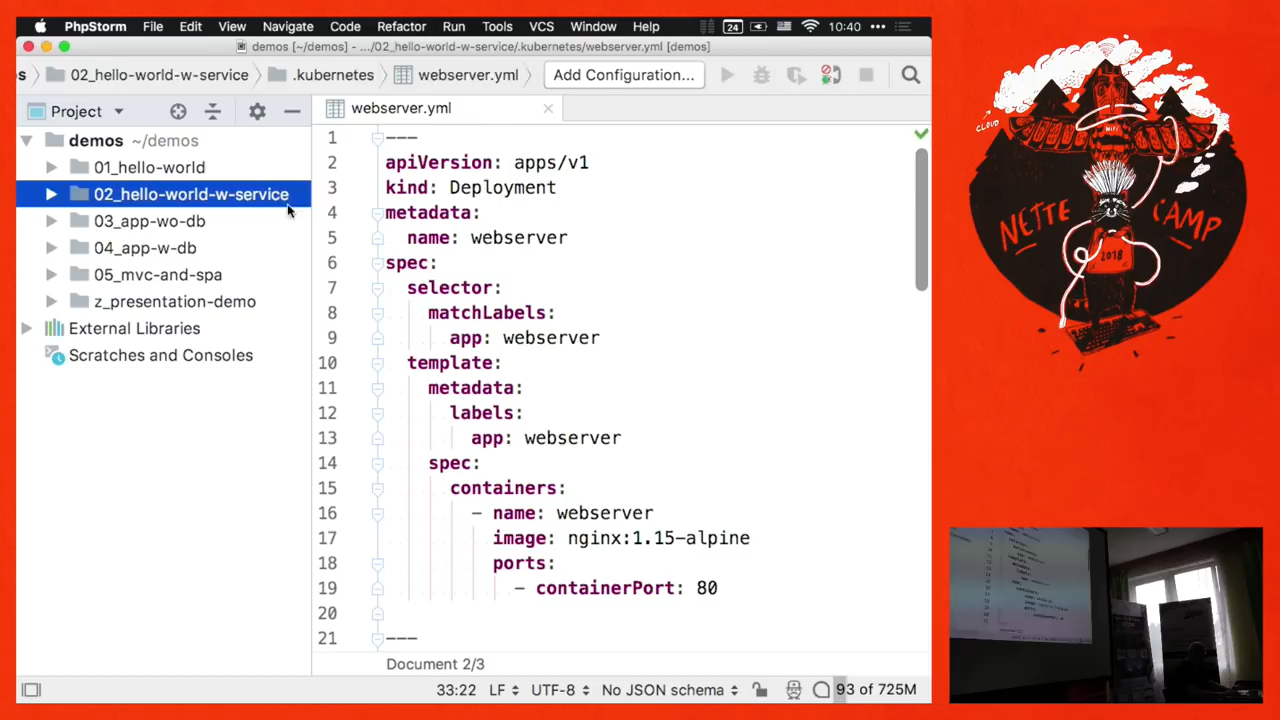 PhpStorm File Edit View Navigate Code Refactor Run Tools VCS Window Help 24 10:40
demos [~/demos] - .../02_hello-world-w-service/.kubernetes/webserver.yml [demos]
s 02_hello-world-w-service .kubernetes webserver.yml Add Configuration...
Project
webserver.yml
demos ~/demos
01_hello-world
02_hello-world-w-service
03_app-wo-db
04_app-w-db
05_mvc-and-spa
z_presentation-demo
External Libraries
Scratches and Consoles
1 ---
2 apiVersion: apps/v1
3 kind: Deployment
4 metadata:
5 name: webserver
6 spec:
7 selector:
8 matchLabels:
9 app: webserver
10 template:
11 metadata:
12 labels:
13 app: webserver
14 spec:
15 containers:
16 - name: webserver
17 image: nginx:1.15-alpine
18 ports:
19 - containerPort: 80
20
21 ---
Document 2/3
33:22 LF UTF-8 No JSON schema 93 of 725M
CLOUD
WiFi
NETTE CAMP
2018